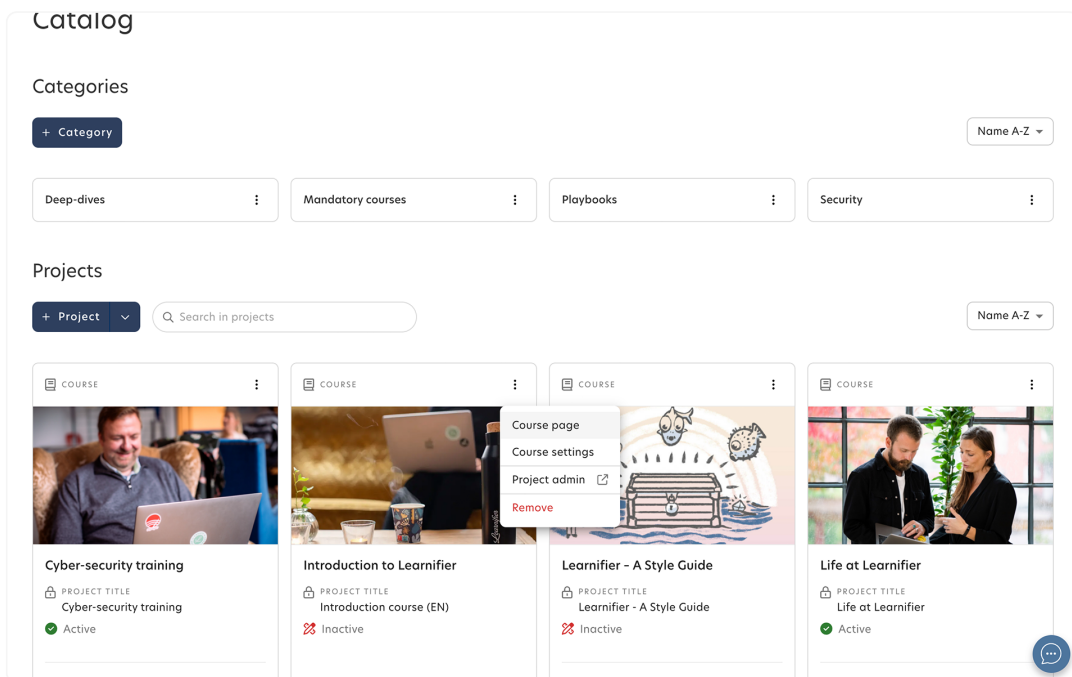 Catalog
Categories
+ Category
Name A-Z
Deep-dives
Mandatory courses
Playbooks
Security
Projects
+ Project
Search in projects
Name A-Z
COURSE
COURSE
COURSE
COURSE
Course page
Course settings
Project admin
Remove
Learnifier
Cyber-security training
PROJECT TITLE
Cyber-security training
Active
Introduction to Learnifier
PROJECT TITLE
Introduction course (EN)
Inactive
Learnifier – A Style Guide
PROJECT TITLE
Learnifier - A Style Guide
Inactive
Life at Learnifier
PROJECT TITLE
Life at Learnifier
Active